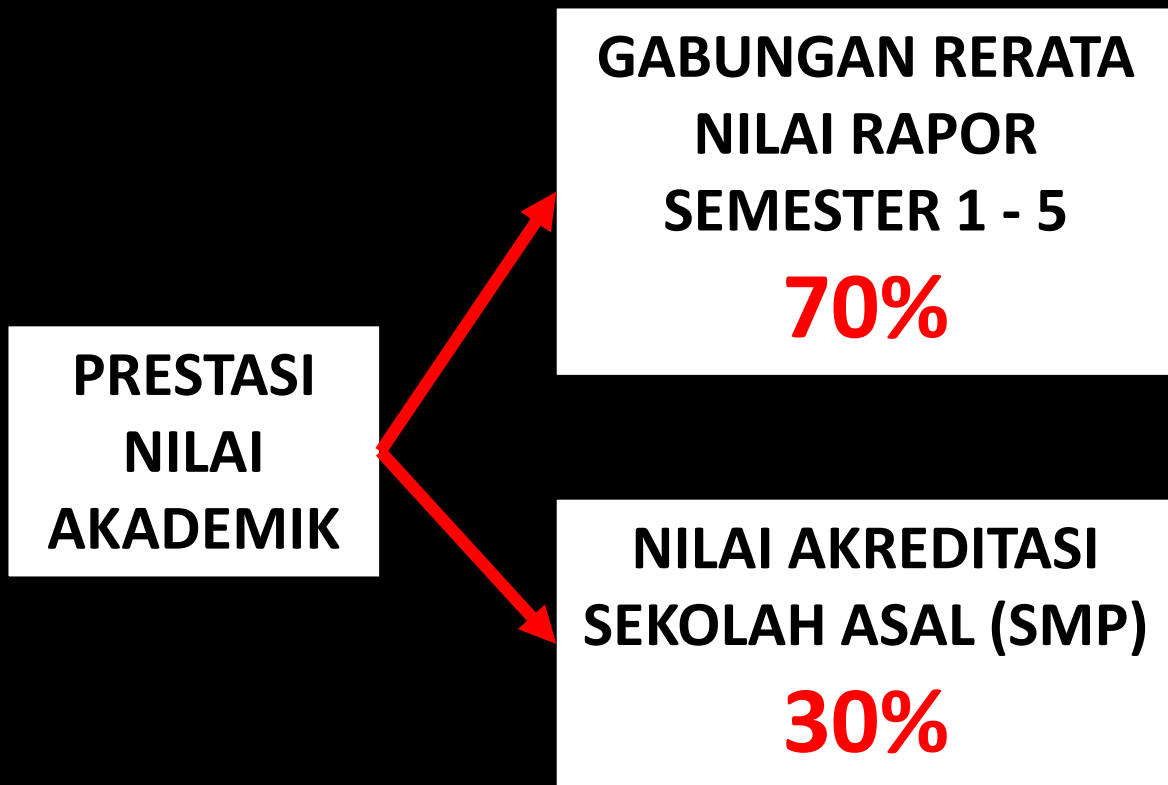 PRESTASI
NILAI
AKADEMIK
GABUNGAN RERATA
NILAI RAPOR
SEMESTER 1 - 5
70%
NILAI AKREDITASI
SEKOLAH ASAL (SMP)
30%